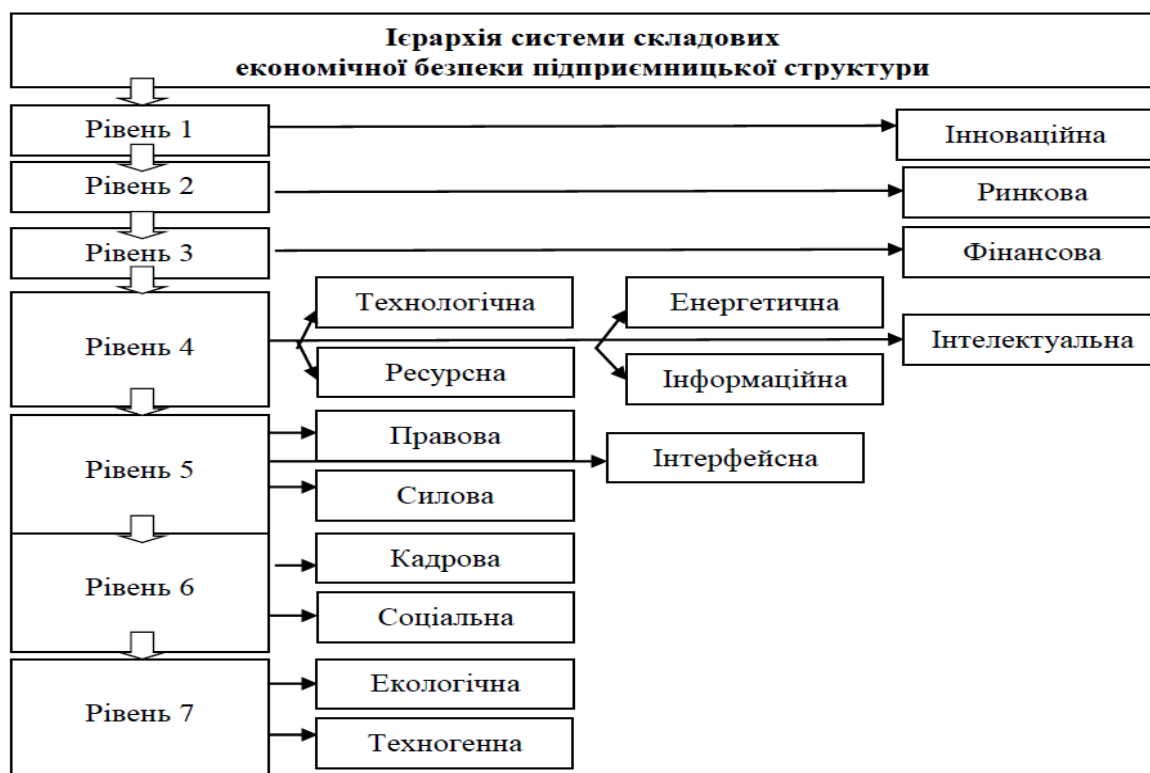 Ієрархія системи складових
економічної безпеки підприємницької структури
Рівень 1
Інноваційна
Рівень 2
Ринкова
Рівень 3
Фінансова
Рівень 4
Технологічна
Енергетична
Інтелектуальна
Ресурсна
Інформаційна
Рівень 5
Правова
Інтерфейсна
Силова
Рівень 6
Кадрова
Соціальна
Рівень 7
Екологічна
Техногенна